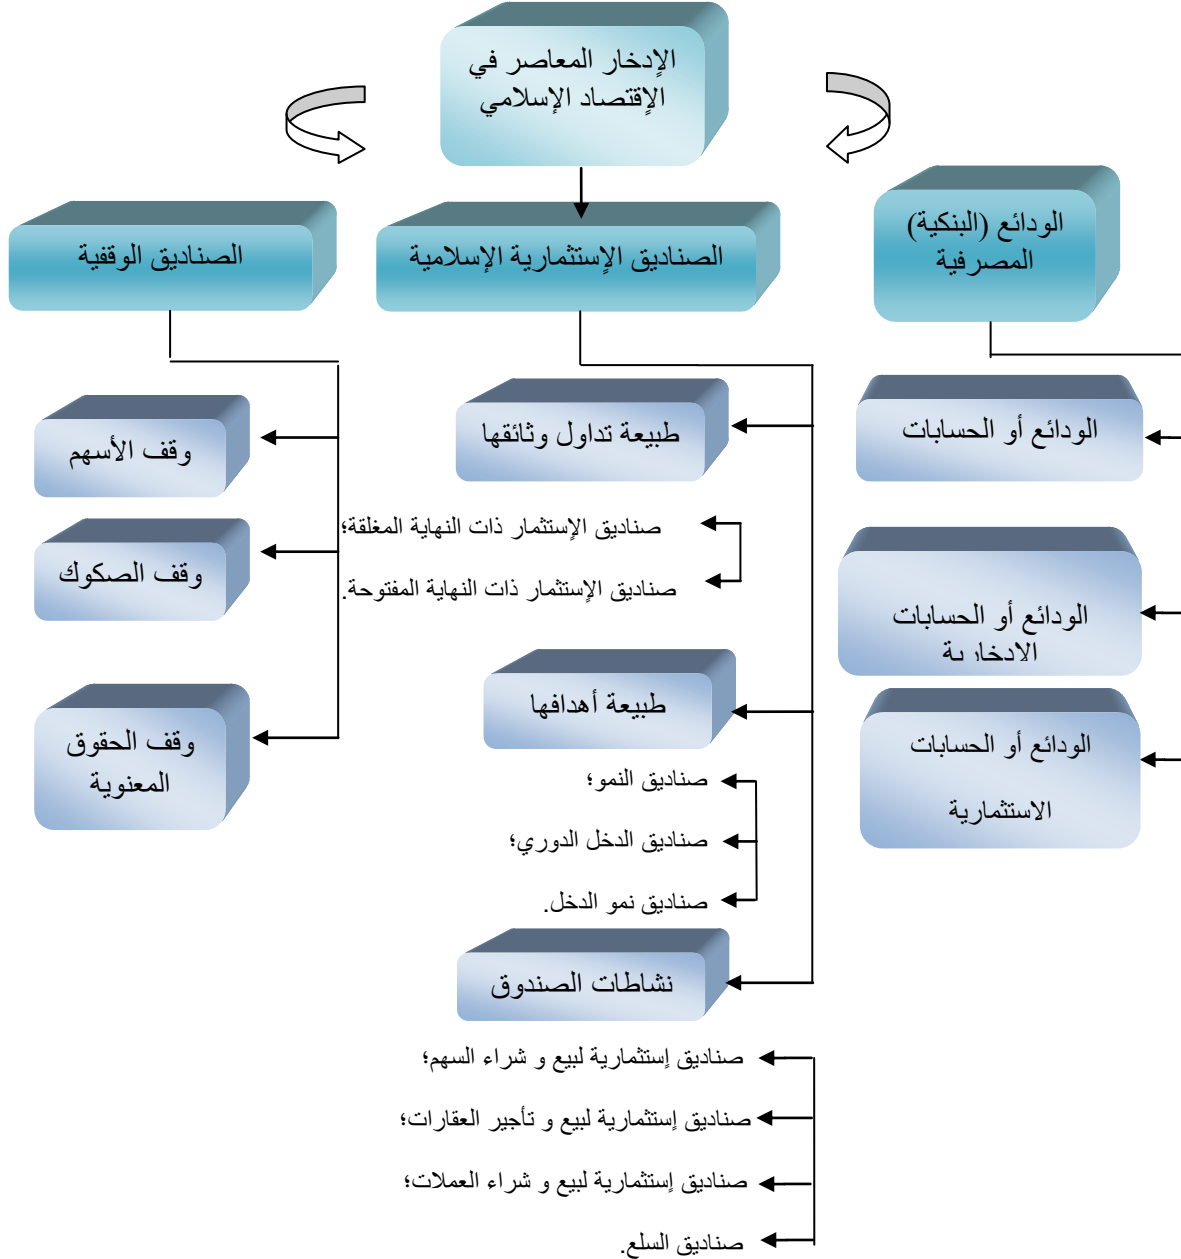 الإدخار المعاصر في
الإقتصاد الإسلامي
الودائع (البنكية)
المصرفية
الودائع أو الحسابات
الودائع أو الحسابات
الادخارية
الودائع أو الحسابات
الاستثمارية
الصناديق الإستثمارية الإسلامية
طبيعة تداول وثائقها
صناديق الإستثمار ذات النهاية المغلقة؛
صناديق الإستثمار ذات النهاية المفتوحة.
طبيعة أهدافها
صناديق النمو؛
صناديق الدخل الدوري؛
صناديق نمو الدخل.
نشاطات الصندوق
صناديق إستثمارية لبيع و شراء السهم؛
صناديق إستثمارية لبيع و تأجير العقارات؛
صناديق إستثمارية لبيع و شراء العملات؛
صناديق السلع.
الصناديق الوقفية
وقف الأسهم
وقف الصكوك
وقف الحقوق
المعنوية